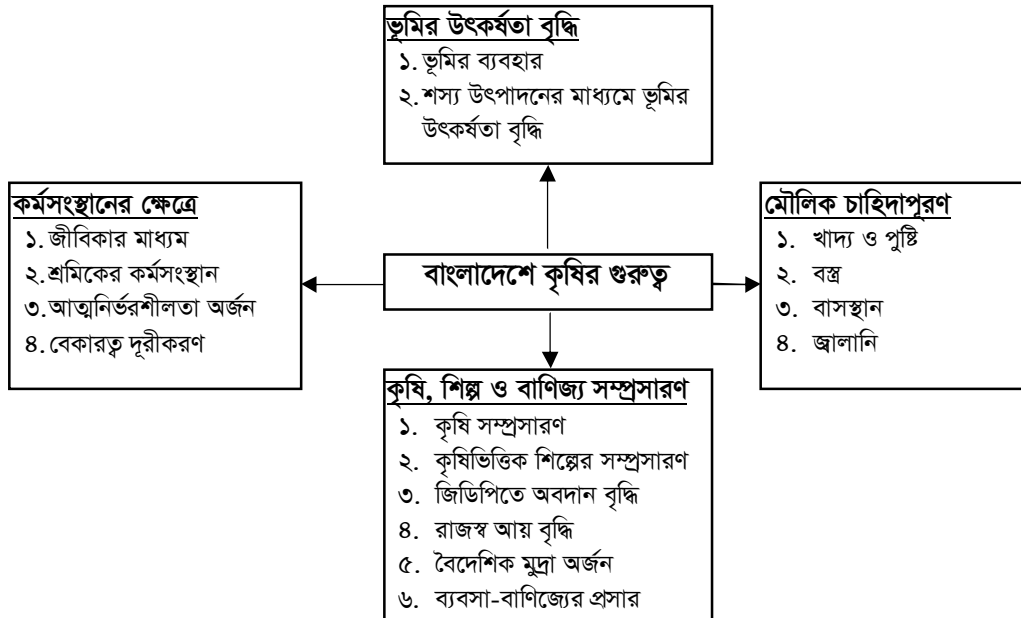 ভূমির উৎকর্ষতা বৃদ্ধি
১. ভূমির ব্যবহার
২. শস্য উৎপাদনের মাধ্যমে ভূমির
উৎকর্ষতা বৃদ্ধি
কর্মসংস্থানের ক্ষেত্রে
১. জীবিকার মাধ্যম
২. শ্রমিকের কর্মসংস্থান
৩. আত্মনির্ভরশীলতা অর্জন
৪. বেকারত্ব দূরীকরণ
বাংলাদেশে কৃষির গুরুত্ব
মৌলিক চাহিদাপূরণ
১. খাদ্য ও পুষ্টি
২. বস্ত্র
৩. বাসস্থান
৪. জ্বালানি
কৃষি, শিল্প ও বাণিজ্য সম্প্রসারণ
১. কৃষি সম্প্রসারণ
২. কৃষিভিত্তিক শিল্পের সম্প্রসারণ
৩. জিডিপিতে অবদান বৃদ্ধি
৪. রাজস্ব আয় বৃদ্ধি
৫. বৈদেশিক মুদ্রা অর্জন
৬. ব্যবসা-বাণিজ্যের প্রসার